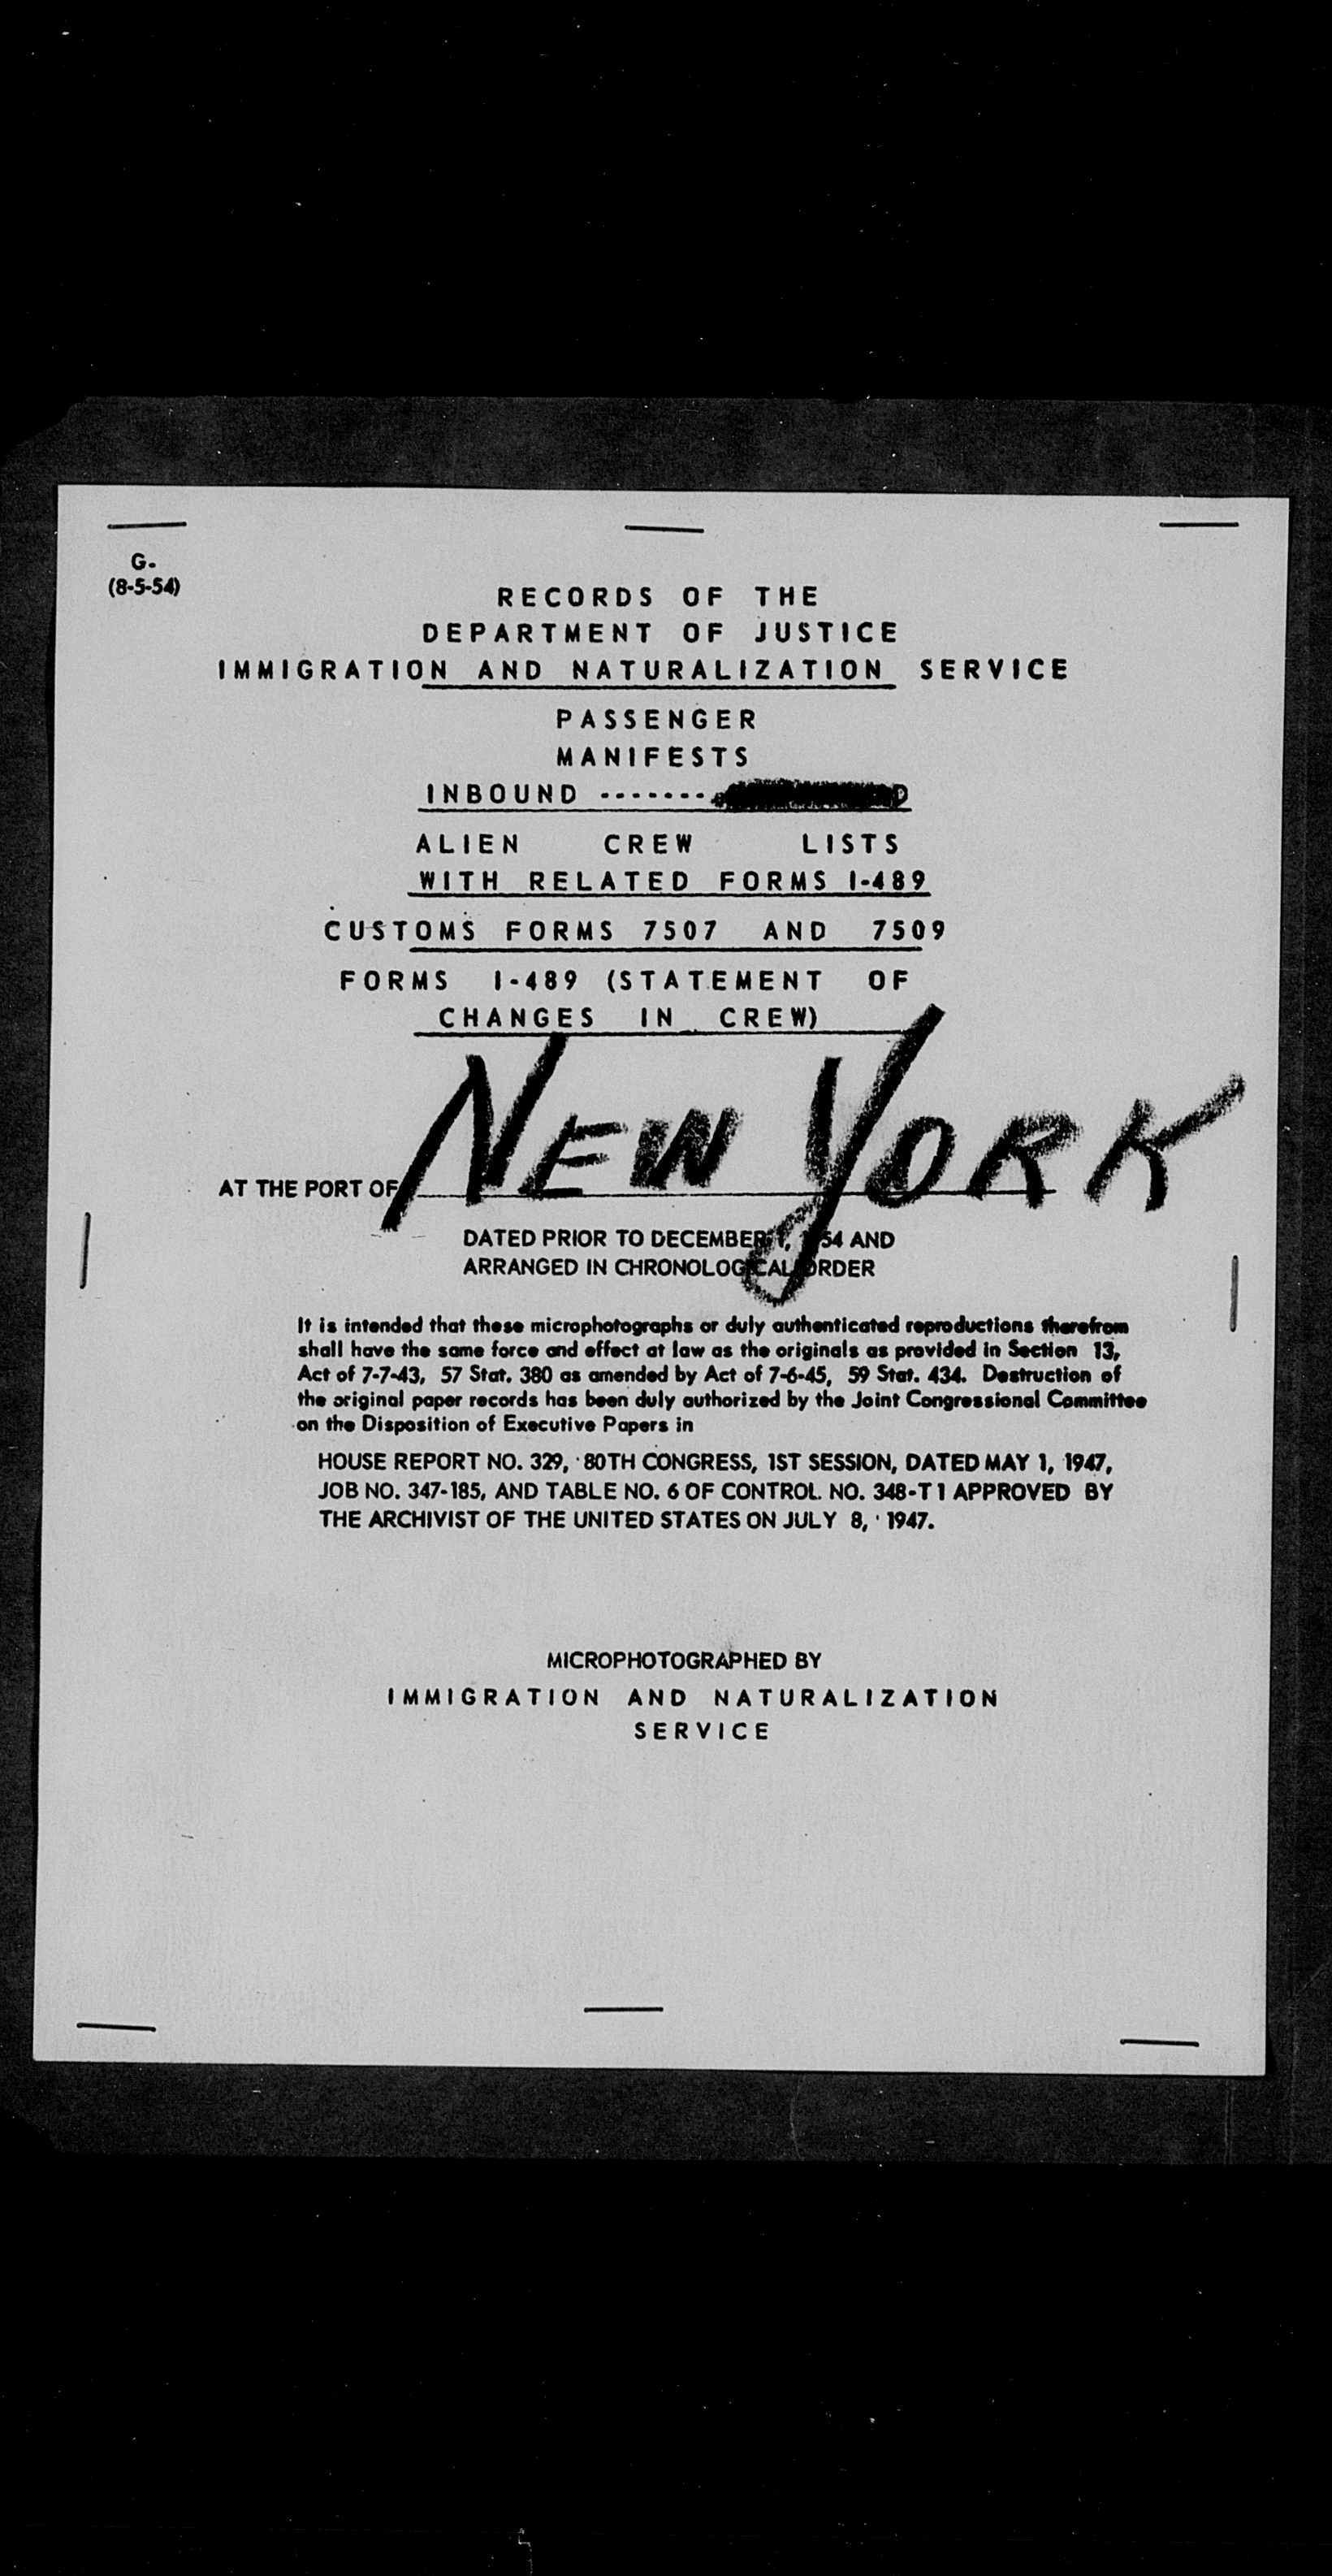 G.
(8-5-54)
RECORDS OF THE
DEPARTMENT OF JUSTICE
IMMIGRATION AND NATURALIZATION SERVICE
PASSENGER
MANIFESTS
INBOUND -------
ALIEN CREW LISTS
WITH RELATED FORMS I-489
CUSTOMS FORMS 7507 AND 7509
FORMS I-489 (STATEMENT OF
CHANGES IN CREW)
AT THE PORT OF NEW YORK
DATED PRIOR TO DECEMBER 1, 1954 AND
ARRANGED IN CHRONOLOGICAL ORDER
It is intended that these microphotographs or duly authenticated reproductions therefrom
shall have the same force and effect at law as the originals as provided in Section 13,
Act of 7-7-43, 57 Stat. 380 as amended by Act of 7-6-45, 59 Stat. 434. Destruction of
the original paper records has been duly authorized by the Joint Congressional Committee
on the Disposition of Executive Papers in
HOUSE REPORT NO. 329, 80TH CONGRESS, 1ST SESSION, DATED MAY 1, 1947,
JOB NO. 347-185, AND TABLE NO. 6 OF CONTROL NO. 348-T1 APPROVED BY
THE ARCHIVIST OF THE UNITED STATES ON JULY 8, 1947.
MICROPHOTOGRAPHED BY
IMMIGRATION AND NATURALIZATION
SERVICE